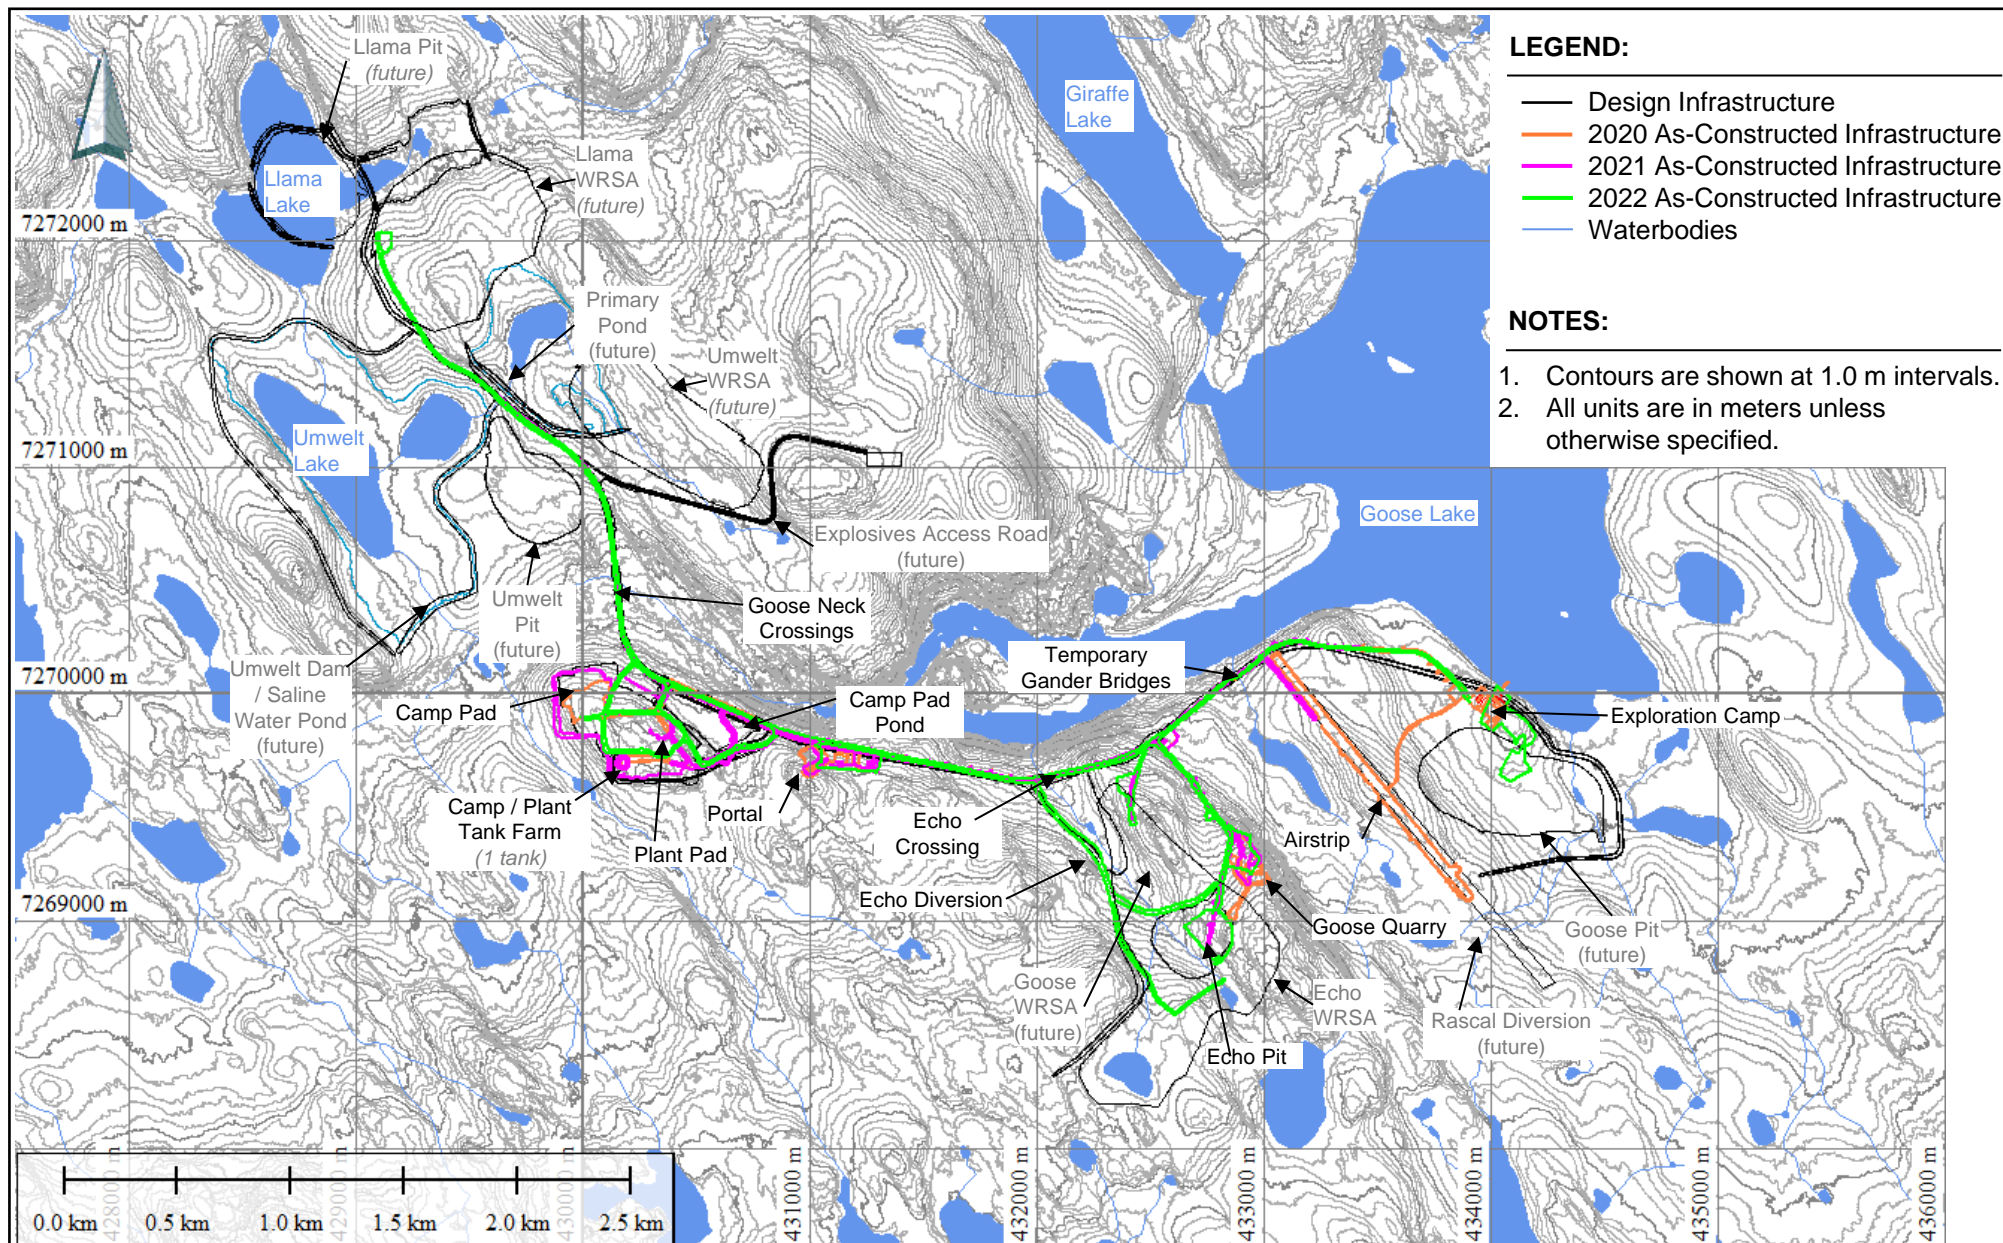 Llama Pit
(future)
Giraffe
Lake
LEGEND:
Design Infrastructure
2020 As-Constructed Infrastructure
2021 As-Constructed Infrastructure
2022 As-Constructed Infrastructure
Waterbodies
Llama
WRSA
(future)
Llama
Lake
7272000 m
NOTES:
1. Contours are shown at 1.0 m intervals.
2. All units are in meters unless
otherwise specified.
Primary
Pond
(future)
Umwelt
WRSA
(future)
Umwelt
Lake
7271000 m
Goose Lake
Explosives Access Road
(future)
Umwelt
Pit
(future)
Goose Neck
Crossings
Umwelt Dam
/ Saline
Water Pond
(future)
7270000 m
Temporary
Gander Bridges
Camp Pad
Camp Pad
Pond
Exploration Camp
Camp / Plant
Tank Farm
(1 tank)
Portal
Plant Pad
Echo
Crossing
Airstrip
Echo Diversion
7269000 m
Goose Quarry
Goose Pit
(future)
Goose
WRSA
(future)
Echo
WRSA
Rascal Diversion
(future)
Echo Pit
428000 m
429000 m
430000 m
431000 m
432000 m
433000 m
434000 m
435000 m
436000 m
0.0 km
0.5 km
1.0 km
1.5 km
2.0 km
2.5 km